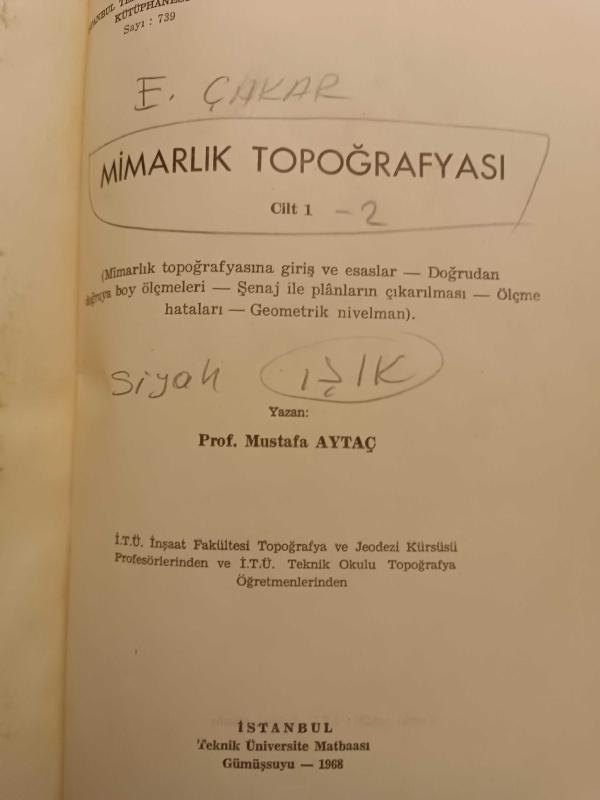 KÜTÜPHANESİ
Sayı : 739
E. ÇAKAR
MİMARLIK TOPOĞRAFYASI
Cilt 1 - 2
(Mimarlık topoğrafyasına giriş ve esaslar — Doğrudan
doğruya boy ölçmeleri — Şenaj ile plânların çıkarılması — Ölçme
hataları — Geometrik nivelman).
Siyah IŞIK
Yazan:
Prof. Mustafa AYTAÇ
İ.T.Ü. İnşaat Fakültesi Topoğrafya ve Jeodezi Kürsüsü
Profesörlerinden ve İ.T.Ü. Teknik Okulu Topoğrafya
Öğretmenlerinden
İSTANBUL
Teknik Üniversite Matbaası
Gümüşsuyu — 1968